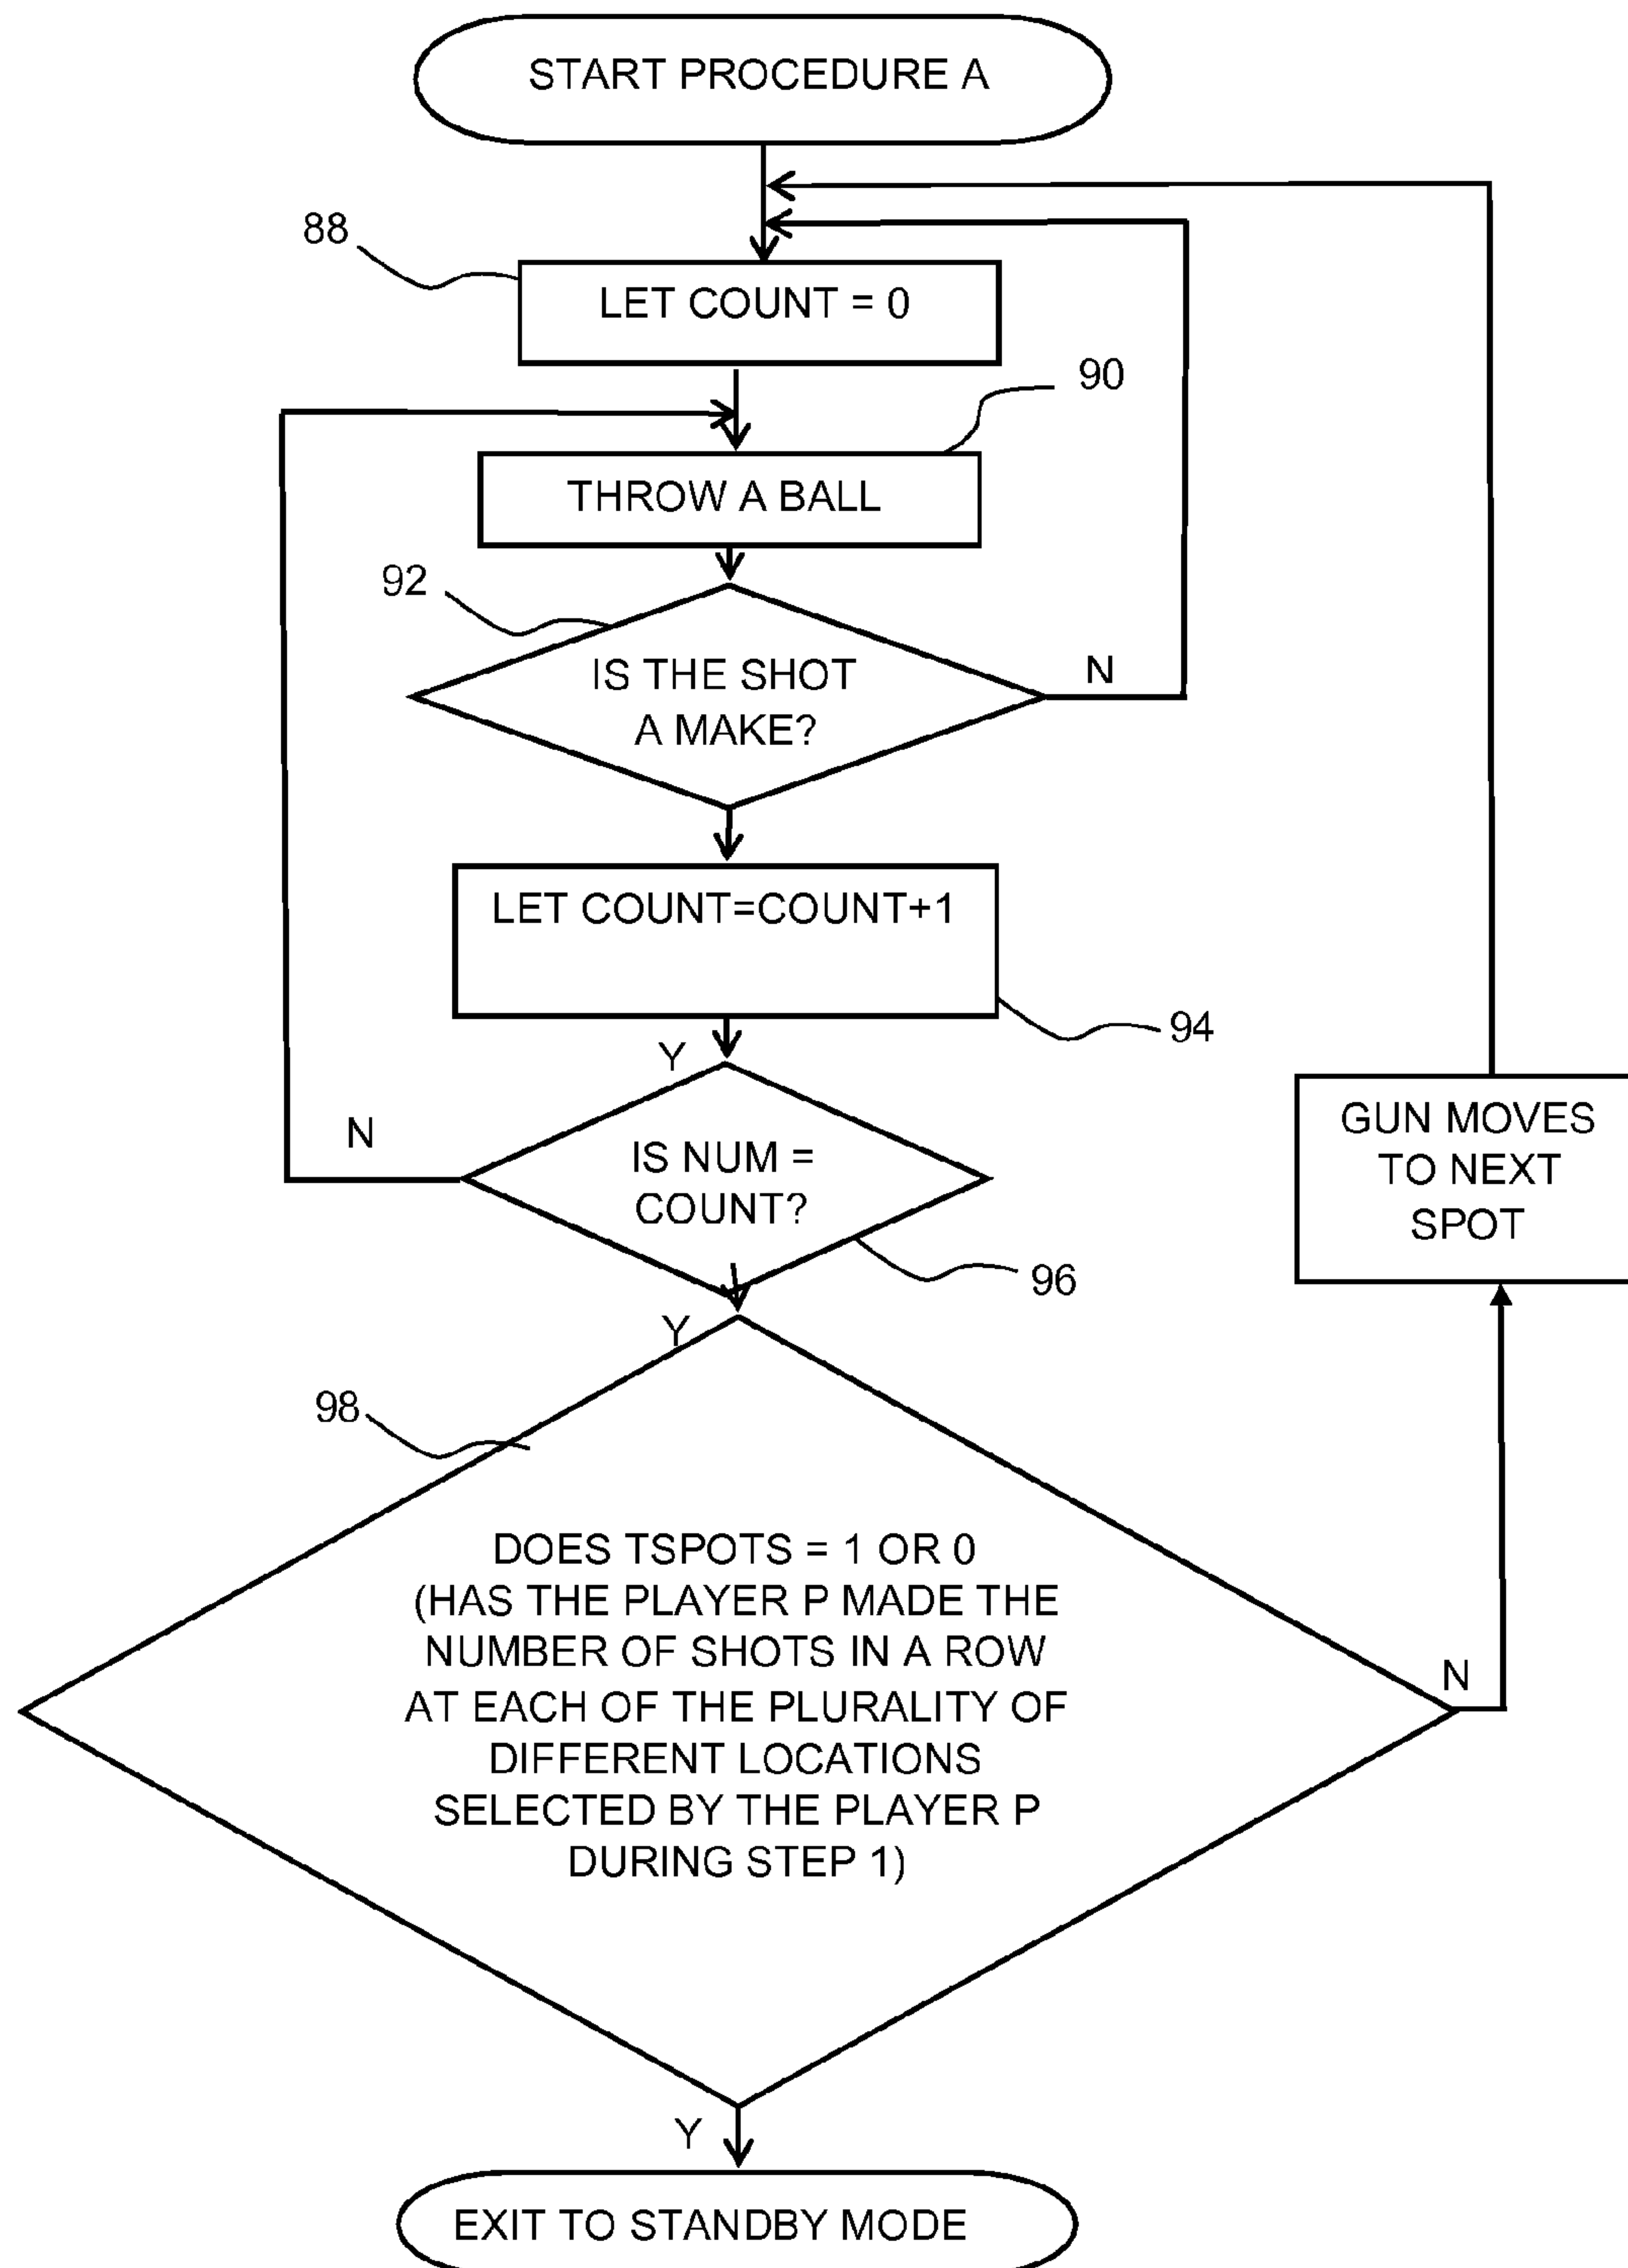 START PROCEDURE A
88
LET COUNT = 0
90
THROW A BALL
92
IS THE SHOT
A MAKE?
N
LET COUNT=COUNT+1
94
Y
N
IS NUM =
COUNT?
96
GUN MOVES
TO NEXT
SPOT
Y
98
DOES TSPOTS = 1 OR 0
(HAS THE PLAYER P MADE THE
NUMBER OF SHOTS IN A ROW
AT EACH OF THE PLURALITY OF
DIFFERENT LOCATIONS
SELECTED BY THE PLAYER P
DURING STEP 1)
N
Y
EXIT TO STANDBY MODE